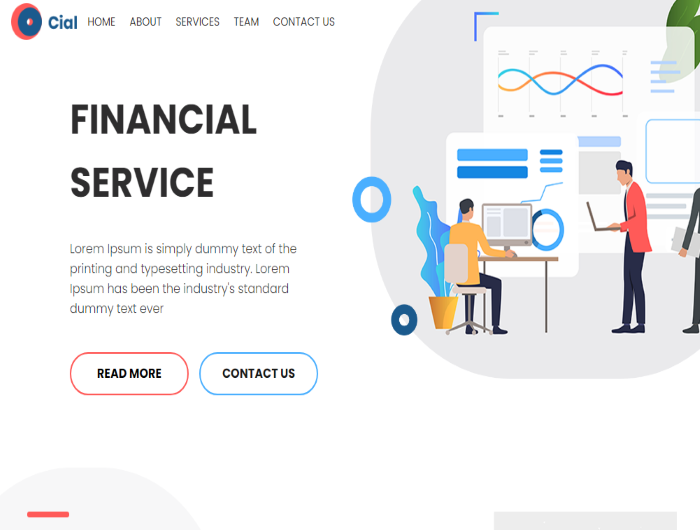 Cial HOME ABOUT SERVICES TEAM CONTACT US
FINANCIAL
SERVICE
Lorem Ipsum is simply dummy text of the
printing and typesetting industry. Lorem
Ipsum has been the industry's standard
dummy text ever
READ MORE CONTACT US